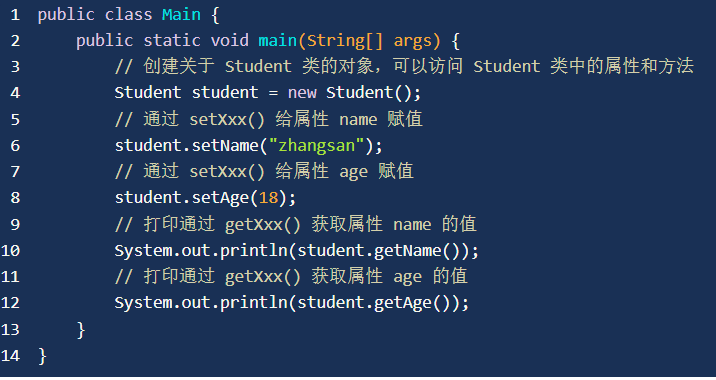 1 public class Main {
2 public static void main(String[] args) {
3 // 创建关于 Student 类的对象，可以访问 Student 类中的属性和方法
4 Student student = new Student();
5 // 通过 setXxx() 给属性 name 赋值
6 student.setName("zhangsan");
7 // 通过 setXxx() 给属性 age 赋值
8 student.setAge(18);
9 // 打印通过 getXxx() 获取属性 name 的值
10 System.out.println(student.getName());
11 // 打印通过 getXxx() 获取属性 age 的值
12 System.out.println(student.getAge());
13 }
14 }